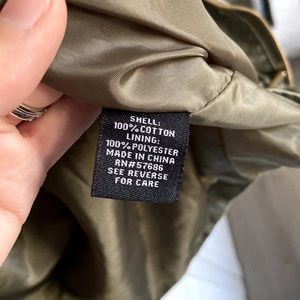 SHELL:
100%COTTON
LINING:
100%POLYESTER
MADE IN CHINA
RN#57686
SEE REVERSE
FOR CARE